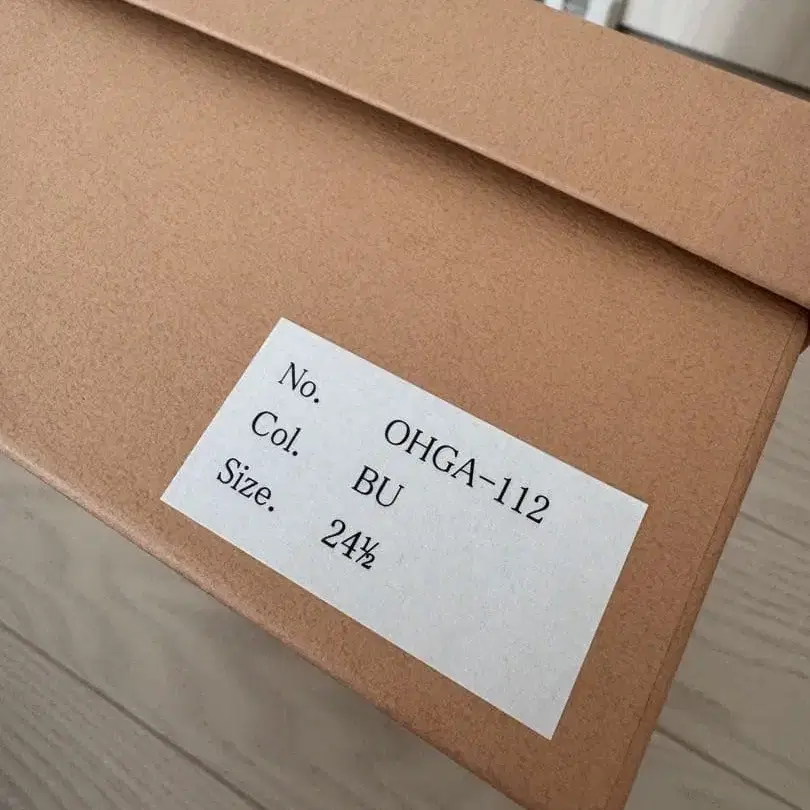 No. OHGA-112
Col. BU
Size. 24½